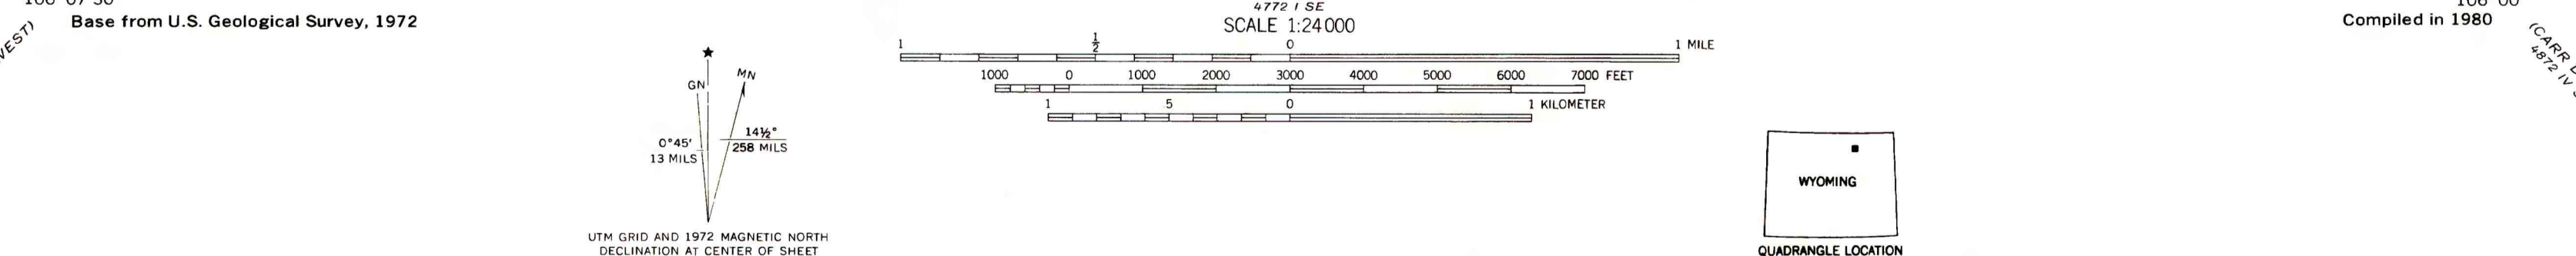 Base from U.S. Geological Survey, 1972
4772 I SE
SCALE 1:24 000
1 1/2 0 1 MILE
1000 0 1000 2000 3000 4000 5000 6000 7000 FEET
1 5 0 1 KILOMETER
★
GN MN
0°45′ 14½°
13 MILS 258 MILS
UTM GRID AND 1972 MAGNETIC NORTH
DECLINATION AT CENTER OF SHEET
WYOMING
QUADRANGLE LOCATION
Compiled in 1980
(CARR
4872 IV